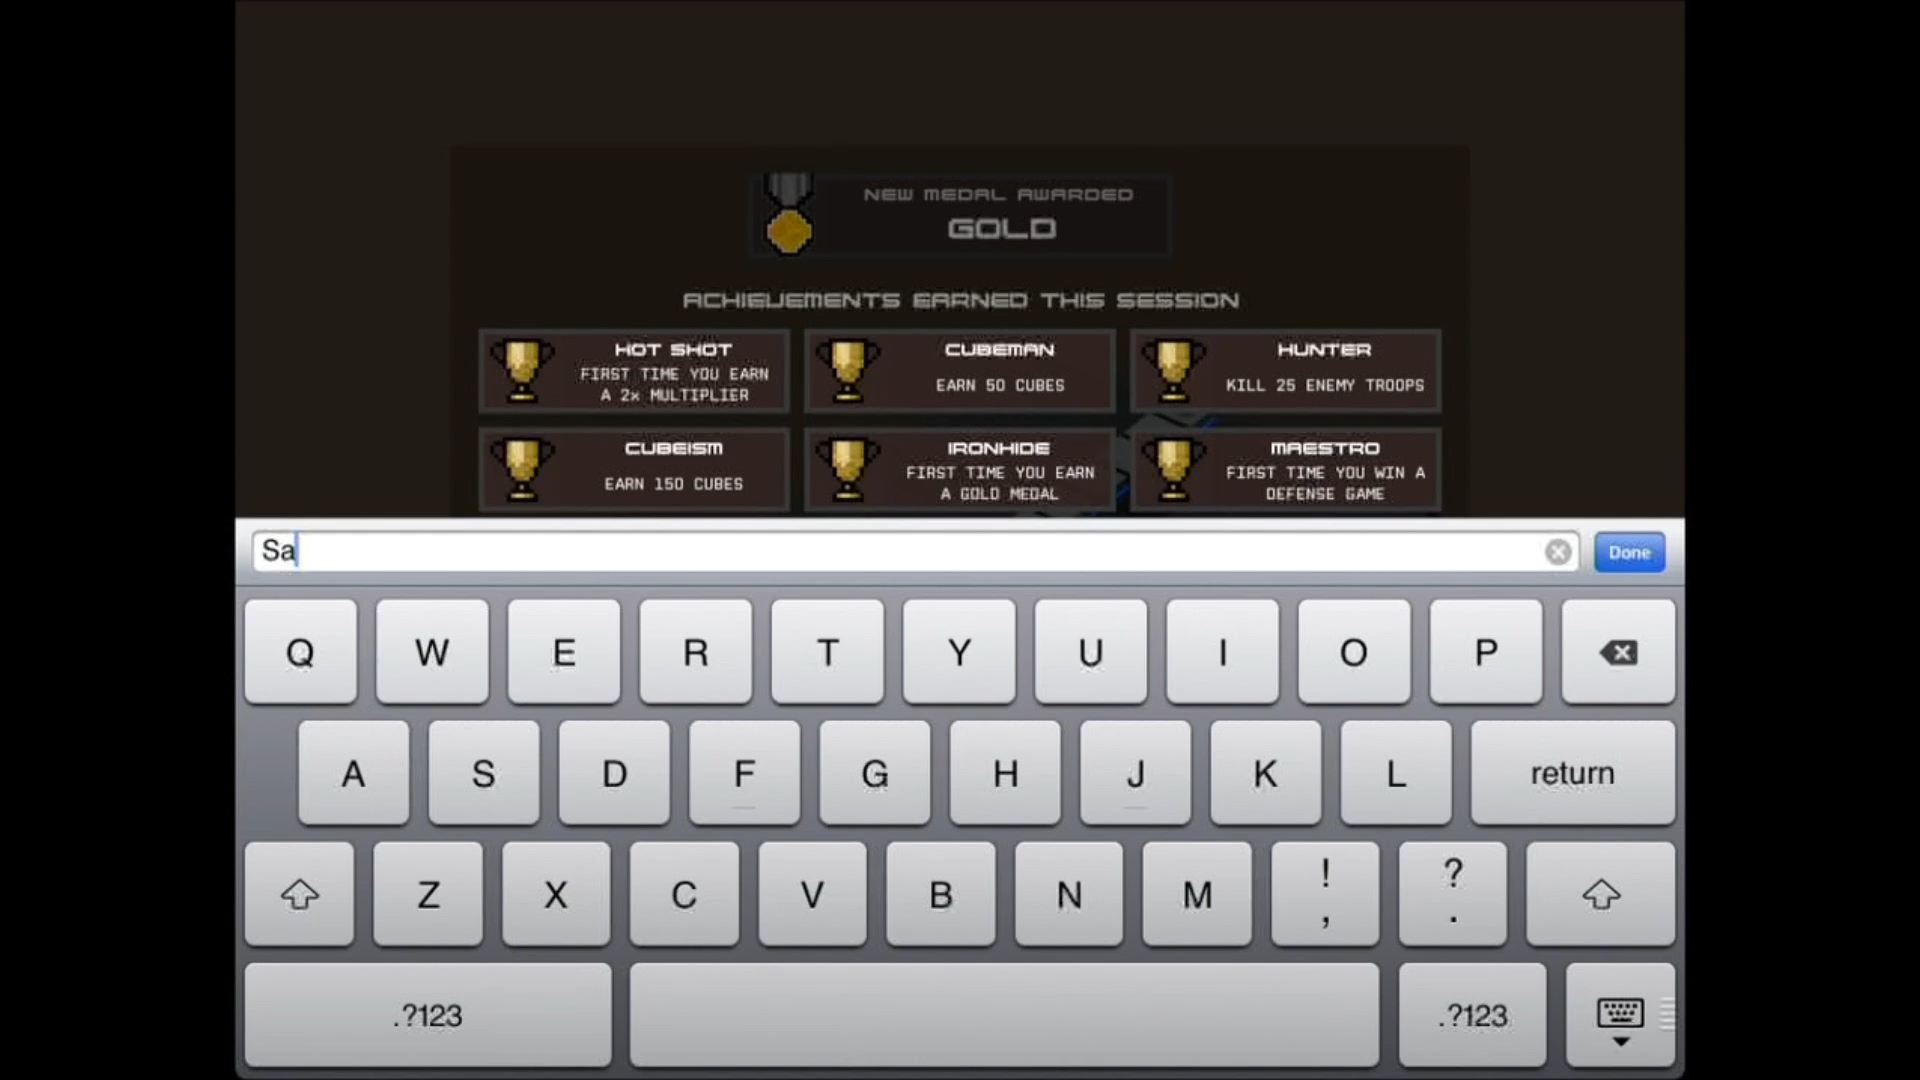 NEW MEDAL AWARDED
GOLD
ACHIEVEMENTS EARNED THIS SESSION
HOT SHOT
FIRST TIME YOU EARN
A 2x MULTIPLIER
CUBEMAN
EARN 50 CUBES
HUNTER
KILL 25 ENEMY TROOPS
CUBEISM
EARN 150 CUBES
IRONHIDE
FIRST TIME YOU EARN
A GOLD MEDAL
MAESTRO
FIRST TIME YOU WIN A
DEFENSE GAME
Sa
Done
Q W E R T Y U I O P
A S D F G H J K L return
Z X C V B N M ! , ? .
.?123 .?123